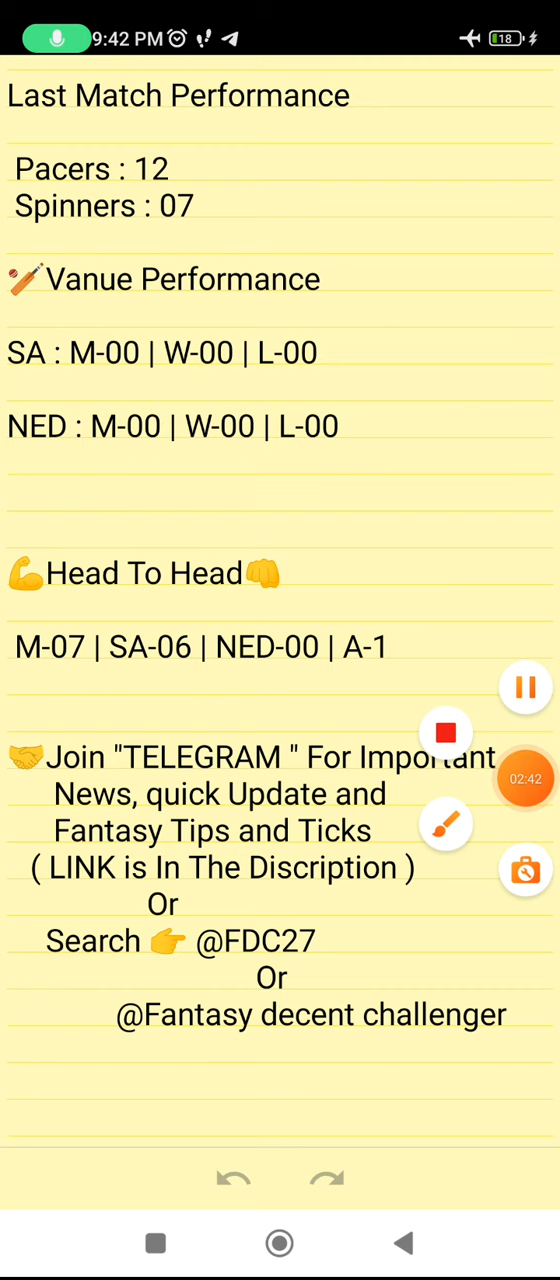 9:42 PM 18
Last Match Performance
Pacers : 12
Spinners : 07
🏏Vanue Performance
SA : M-00 | W-00 | L-00
NED : M-00 | W-00 | L-00
💪Head To Head👊
M-07 | SA-06 | NED-00 | A-1
🤝Join "TELEGRAM " For Important
News, quick Update and
02:42
Fantasy Tips and Ticks
( LINK is In The Discription )
Or
Search 👉 @FDC27
Or
@Fantasy decent challenger